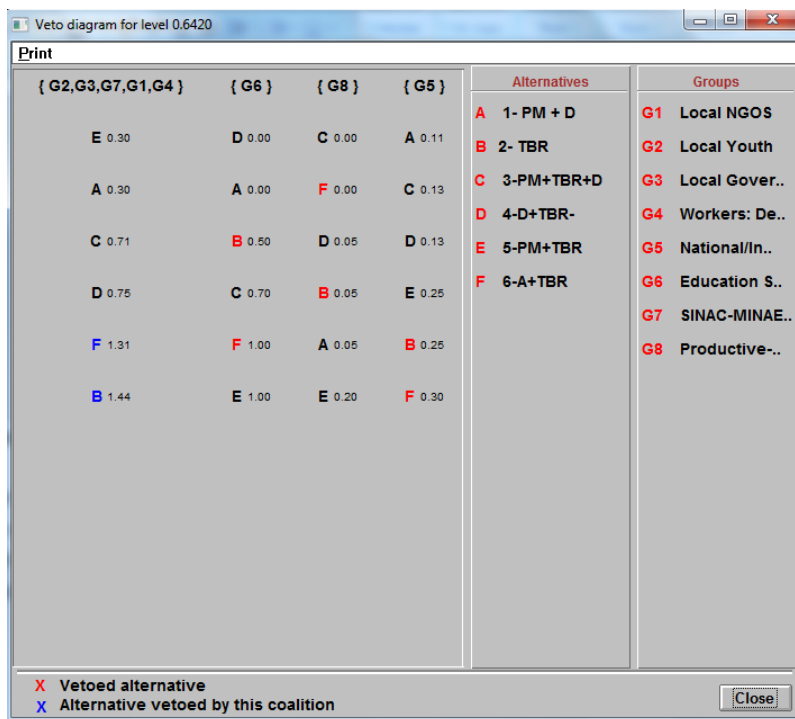 Veto diagram for level 0.6420
Print
{ G2,G3,G7,G1,G4 } { G6 } { G8 } { G5 }
E 0.30 D 0.00 C 0.00 A 0.11
A 0.30 A 0.00 F 0.00 C 0.13
C 0.71 B 0.50 D 0.05 D 0.13
D 0.75 C 0.70 B 0.05 E 0.25
F 1.31 F 1.00 A 0.05 B 0.25
B 1.44 E 1.00 E 0.20 F 0.30
Alternatives
A 1- PM + D
B 2- TBR
C 3-PM+TBR+D
D 4-D+TBR-
E 5-PM+TBR
F 6-A+TBR
Groups
G1 Local NGOS
G2 Local Youth
G3 Local Gover..
G4 Workers: De..
G5 National/In..
G6 Education S..
G7 SINAC-MINAE..
G8 Productive-..
X Vetoed alternative
X Alternative vetoed by this coalition
Close